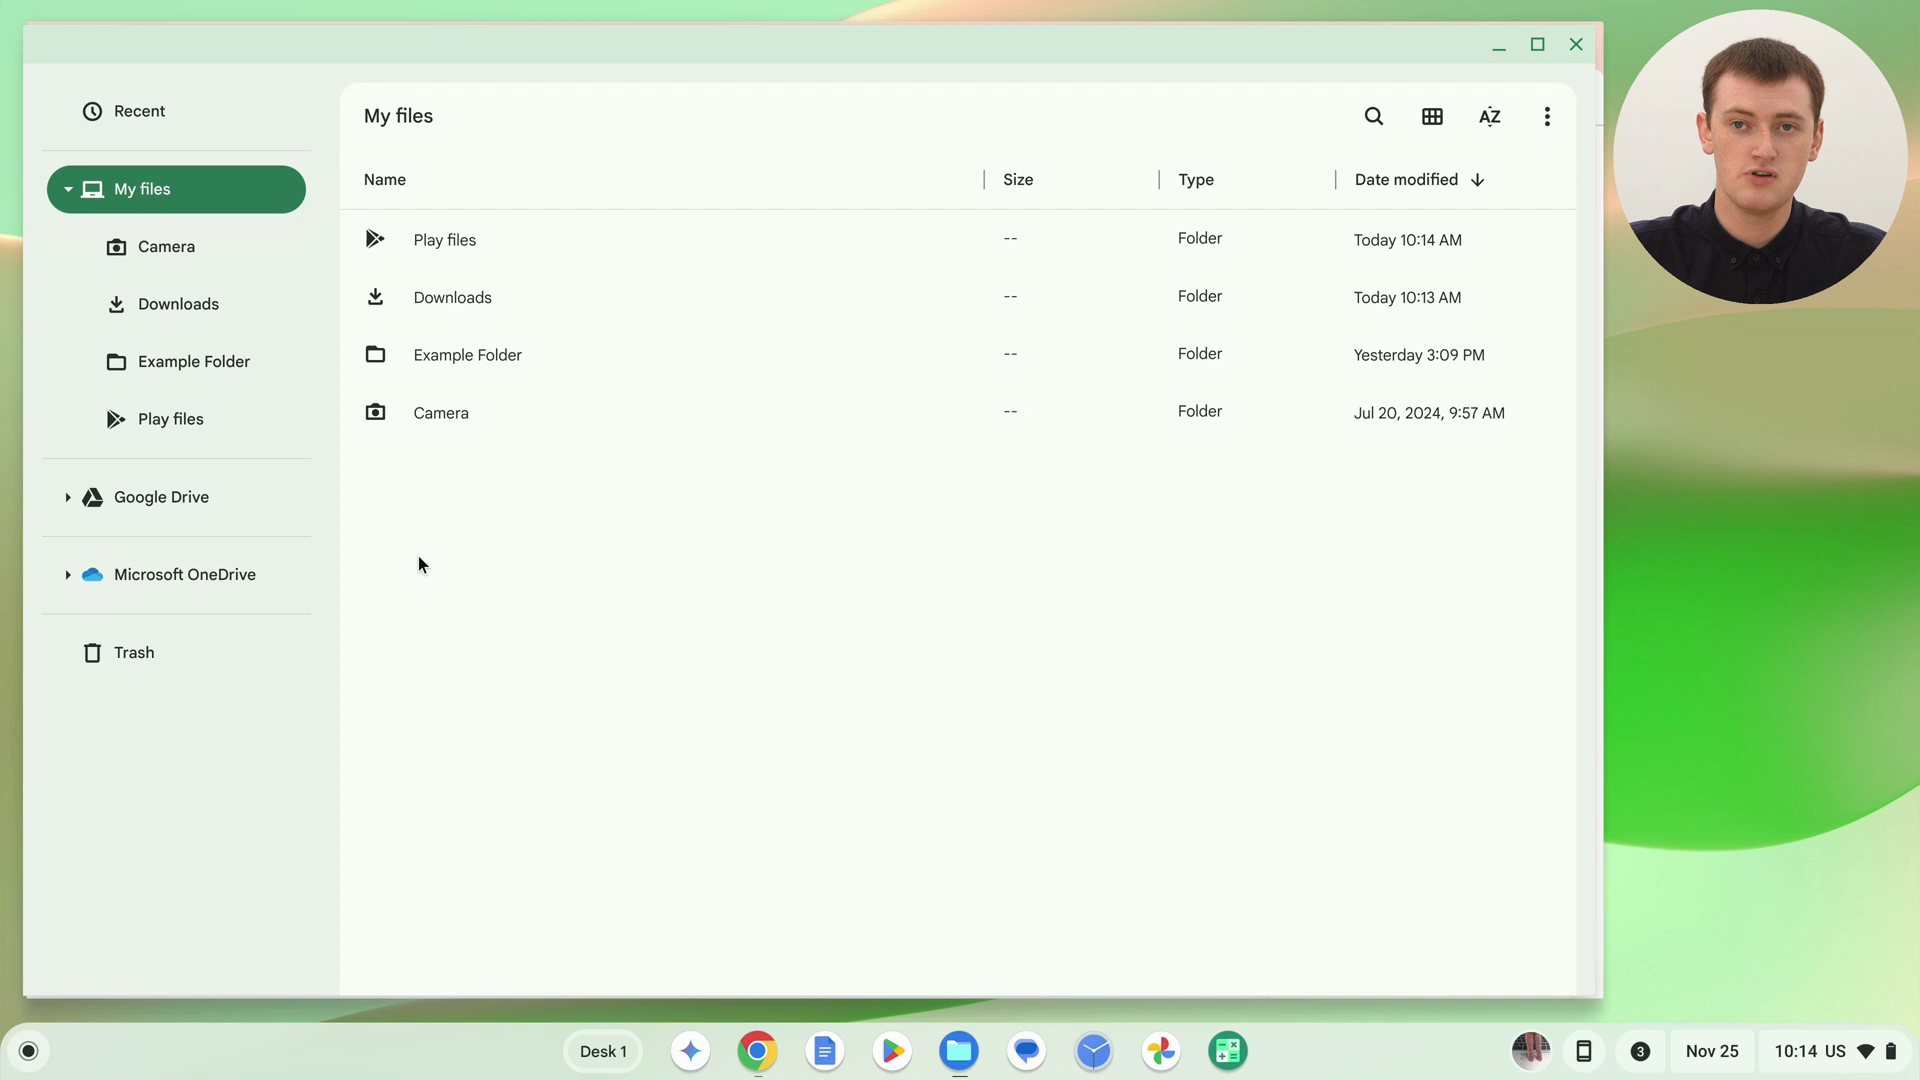 Recent
My files
Camera
Downloads
Example Folder
Play files
Google Drive
Microsoft OneDrive
Trash
My files
AZ
Name Size Type Date modified
Play files -- Folder Today 10:14 AM
Downloads -- Folder Today 10:13 AM
Example Folder -- Folder Yesterday 3:09 PM
Camera -- Folder Jul 20, 2024, 9:57 AM
Desk 1
3
Nov 25
10:14 US